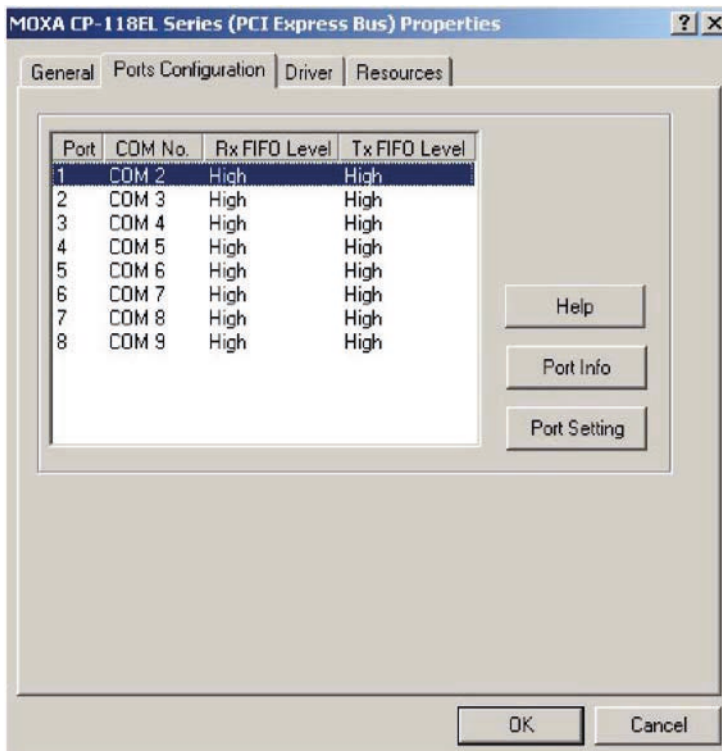 MOXA CP-118EL Series (PCI Express Bus) Properties
General Ports Configuration Driver Resources
Port COM No. Rx FIFO Level Tx FIFO Level
1 COM 2 High High
2 COM 3 High High
3 COM 4 High High
4 COM 5 High High
5 COM 6 High High
6 COM 7 High High
7 COM 8 High High
8 COM 9 High High
Help
Port Info
Port Setting
OK Cancel